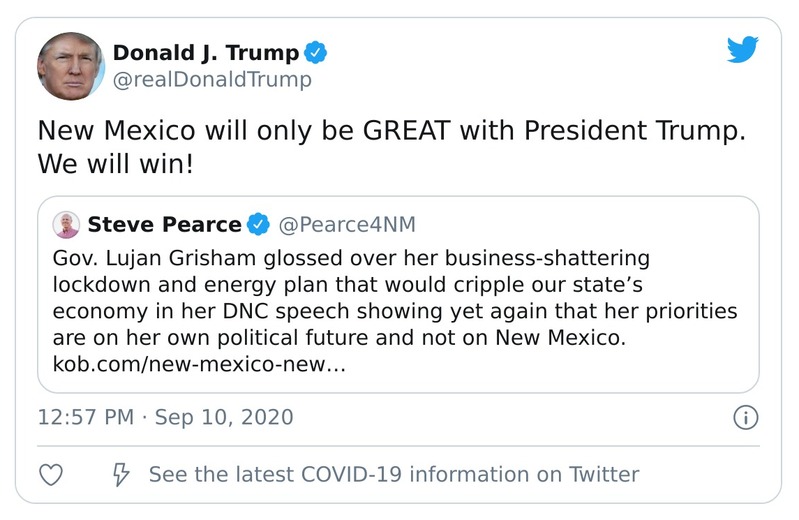 Donald J. Trump
@realDonaldTrump
New Mexico will only be GREAT with President Trump.
We will win!
Steve Pearce @Pearce4NM
Gov. Lujan Grisham glossed over her business-shattering
lockdown and energy plan that would cripple our state’s
economy in her DNC speech showing yet again that her priorities
are on her own political future and not on New Mexico.
kob.com/new-mexico-new…
12:57 PM · Sep 10, 2020
See the latest COVID-19 information on Twitter